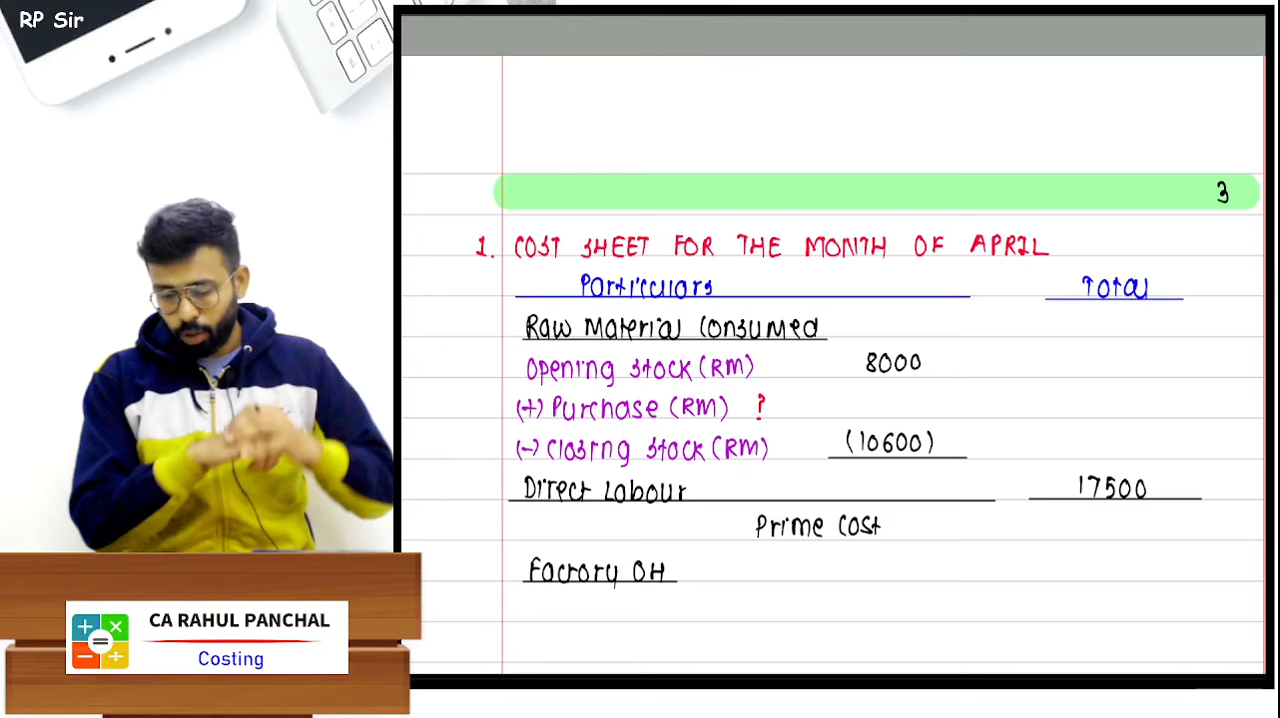 RP Sir
3
1. COST SHEET FOR THE MONTH OF APRIL
Particulars Total
Raw Material Consumed
Opening Stock (RM) 8000
(+) Purchase (RM) ?
(-) Closing Stock (RM) (10600)
Direct Labour 17500
Prime Cost
Factory OH
CA RAHUL PANCHAL
Costing